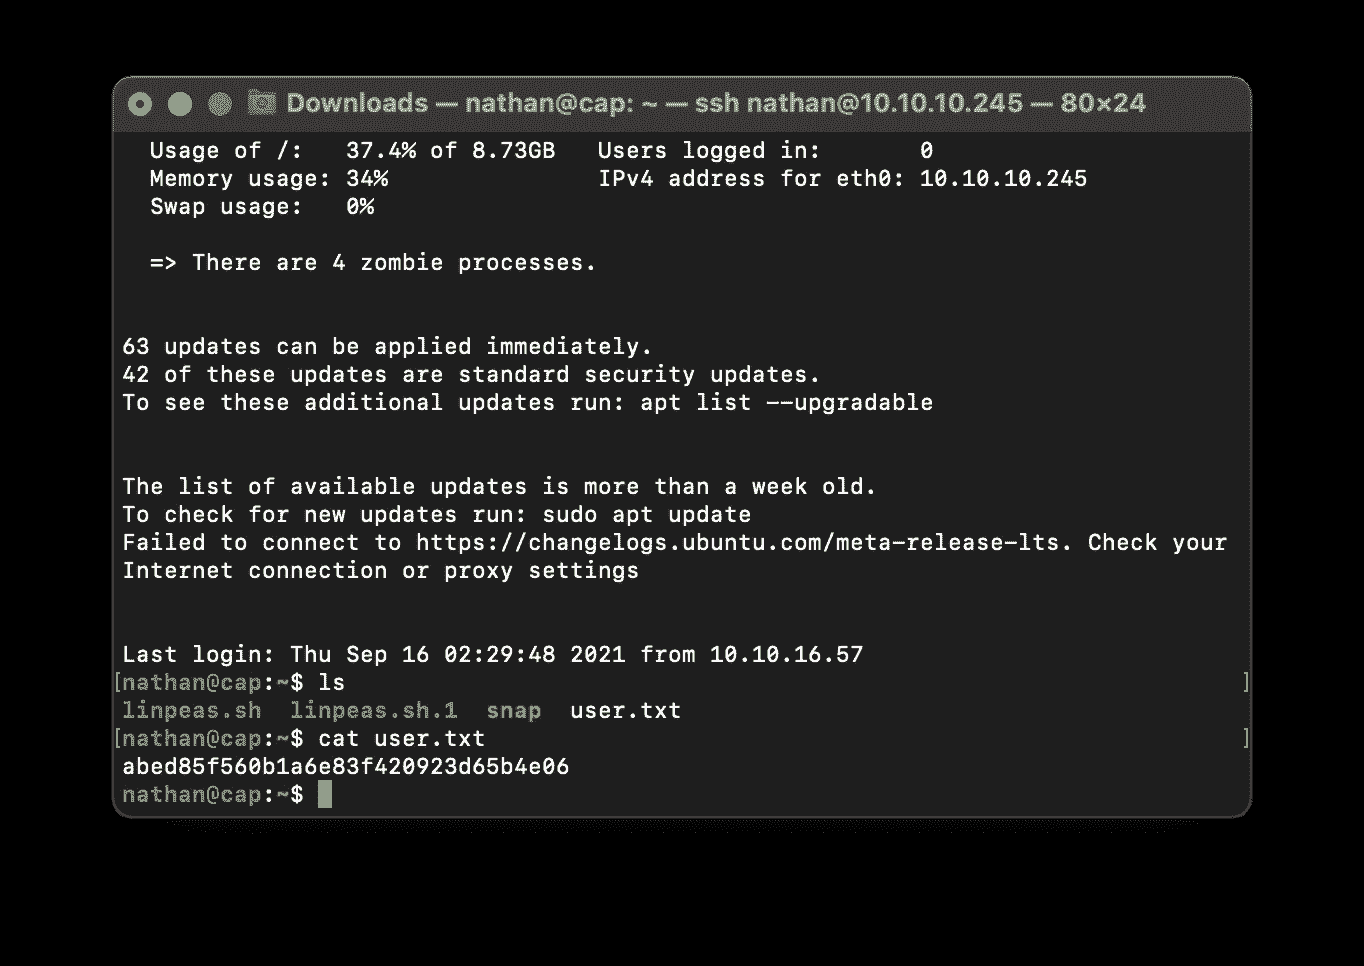 Downloads — nathan@cap: ~ — ssh nathan@10.10.10.245 — 80×24
Usage of /: 37.4% of 8.73GB Users logged in: 0
Memory usage: 34% IPv4 address for eth0: 10.10.10.245
Swap usage: 0%
=> There are 4 zombie processes.
63 updates can be applied immediately.
42 of these updates are standard security updates.
To see these additional updates run: apt list --upgradable
The list of available updates is more than a week old.
To check for new updates run: sudo apt update
Failed to connect to https://changelogs.ubuntu.com/meta-release-lts. Check your
Internet connection or proxy settings
Last login: Thu Sep 16 02:29:48 2021 from 10.10.16.57
[nathan@cap:~$ ls ]
linpeas.sh linpeas.sh.1 snap user.txt
[nathan@cap:~$ cat user.txt ]
abed85f560b1a6e83f420923d65b4e06
nathan@cap:~$